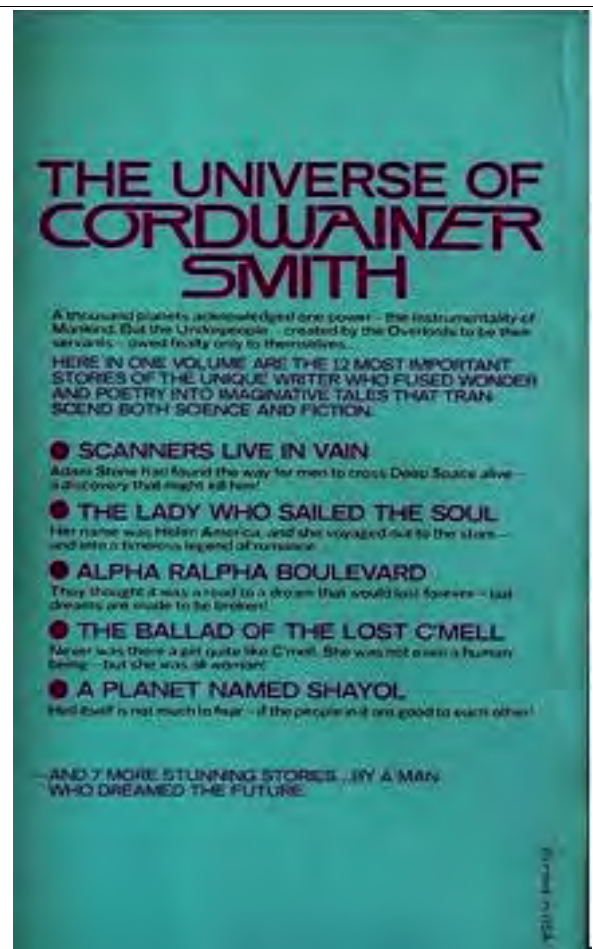 THE UNIVERSE OF
CORDWAINER
SMITH
A thousand planets acknowledged one power – the Instrumentality of
Mankind. But the Underpeople – created by the Overlords to be their
servants – owed fealty only to themselves...
HERE IN ONE VOLUME ARE THE 12 MOST IMPORTANT
STORIES OF THE UNIQUE WRITER WHO FUSED WONDER
AND POETRY INTO IMAGINATIVE TALES THAT TRAN-
SCEND BOTH SCIENCE AND FICTION.
● SCANNERS LIVE IN VAIN
Adam Stone had found the way for men to cross Deep Space alive –
a discovery that might kill him!
● THE LADY WHO SAILED THE SOUL
Her name was Helen America, and she voyaged out to the stars –
and into a timeless legend of romance
● ALPHA RALPHA BOULEVARD
They thought it was a road to a dream that would last forever – but
dreams are made to be broken!
● THE BALLAD OF THE LOST C'MELL
Never was there a girl quite like C'mell. She was not even a human
being – but she was all woman!
● A PLANET NAMED SHAYOL
Hell itself is not much to fear – if the people in it are good to each other!
—AND 7 MORE STUNNING STORIES...BY A MAN
WHO DREAMED THE FUTURE.